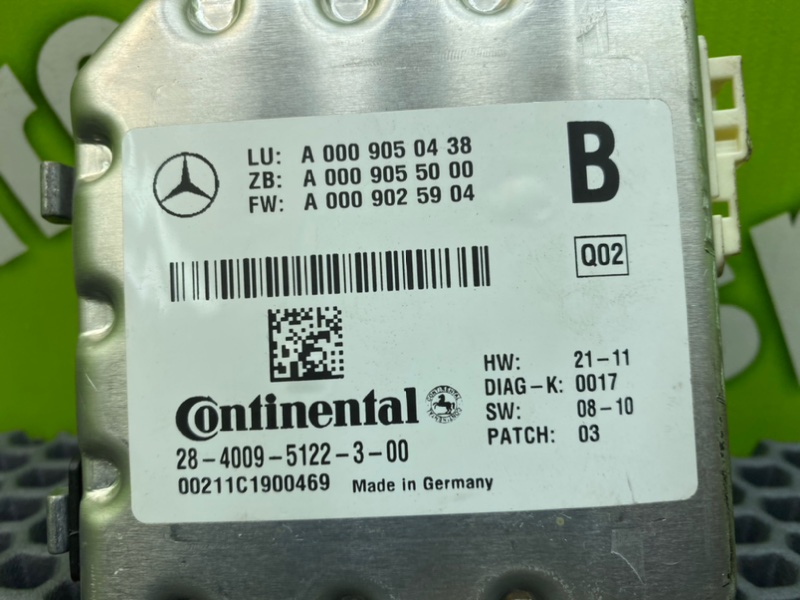 LU: A 000 905 04 38
ZB: A 000 905 50 00
FW: A 000 902 59 04
B
Q02
HW: 21-11
DIAG-K: 0017
SW: 08-10
PATCH: 03
Continental
28-4009-5122-3-00
00211C1900469 Made in Germany